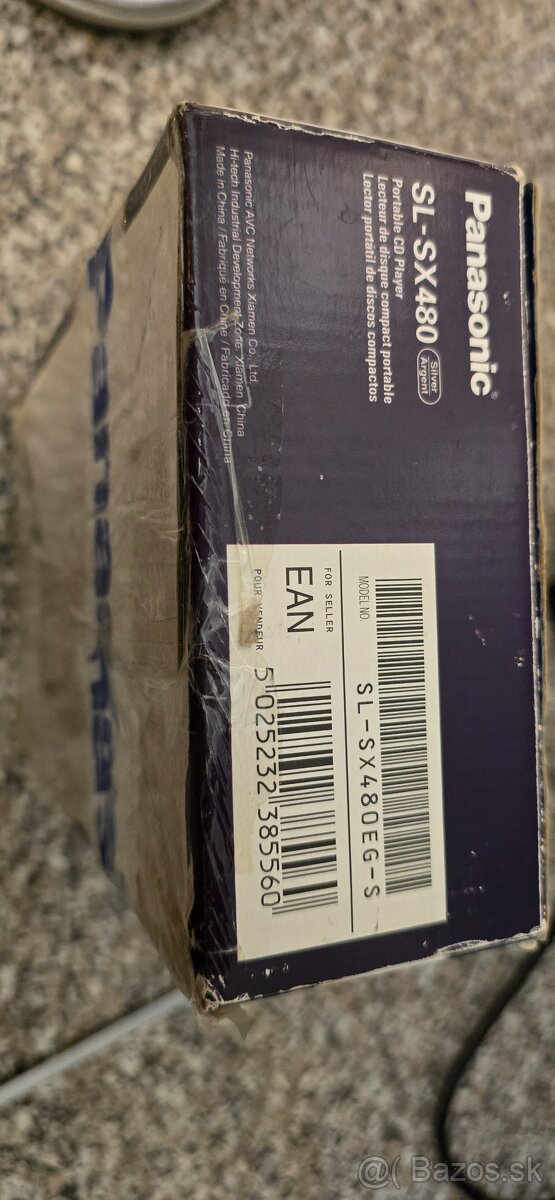 Panasonic®
SL-SX480 Silver Argent
Portable CD Player
Lecteur de disque compact portable
Lector portátil de discos compactos
Panasonic AVC Networks Xiamen Co., Ltd.
Hi-tech Industrial Development Zone, Xiamen China
Made in China / Fabriqué en Chine / Fabricado en China
MODEL NO.
SL-SX480EG-S
FOR SELLER
EAN
POUR VENDEUR
5 025232 385560
Panasonic
@( Bazos.sk